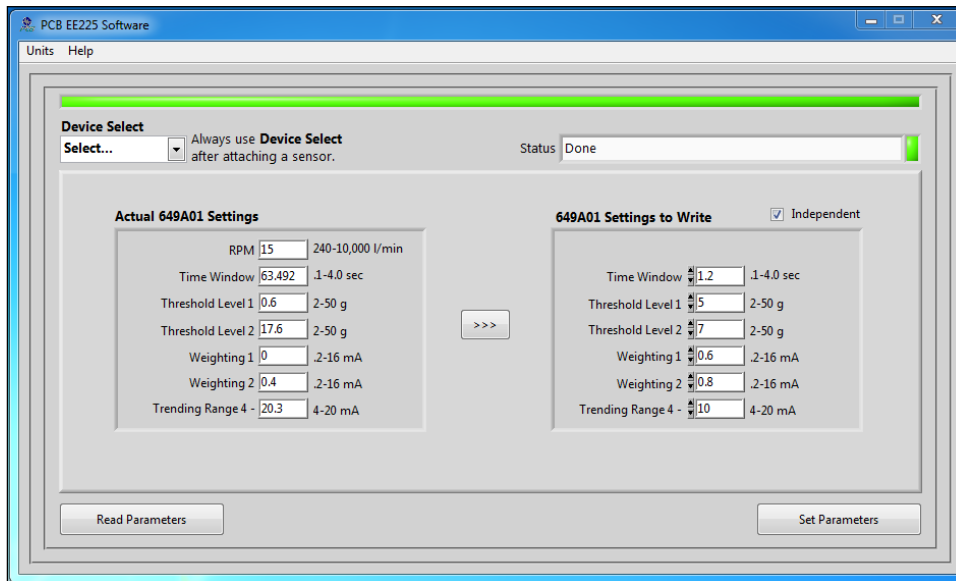 PCB EE225 Software
Units Help
Device Select
Select...
Always use Device Select
after attaching a sensor.
Status Done
Actual 649A01 Settings
RPM 15 240-10,000 l/min
Time Window 63.492 .1-4.0 sec
Threshold Level 1 0.6 2-50 g
Threshold Level 2 17.6 2-50 g
Weighting 1 0 .2-16 mA
Weighting 2 0.4 .2-16 mA
Trending Range 4 - 20.3 4-20 mA
>>>
649A01 Settings to Write
Independent
Time Window 1.2 .1-4.0 sec
Threshold Level 1 5 2-50 g
Threshold Level 2 7 2-50 g
Weighting 1 0.6 .2-16 mA
Weighting 2 0.8 .2-16 mA
Trending Range 4 - 10 4-20 mA
Read Parameters
Set Parameters